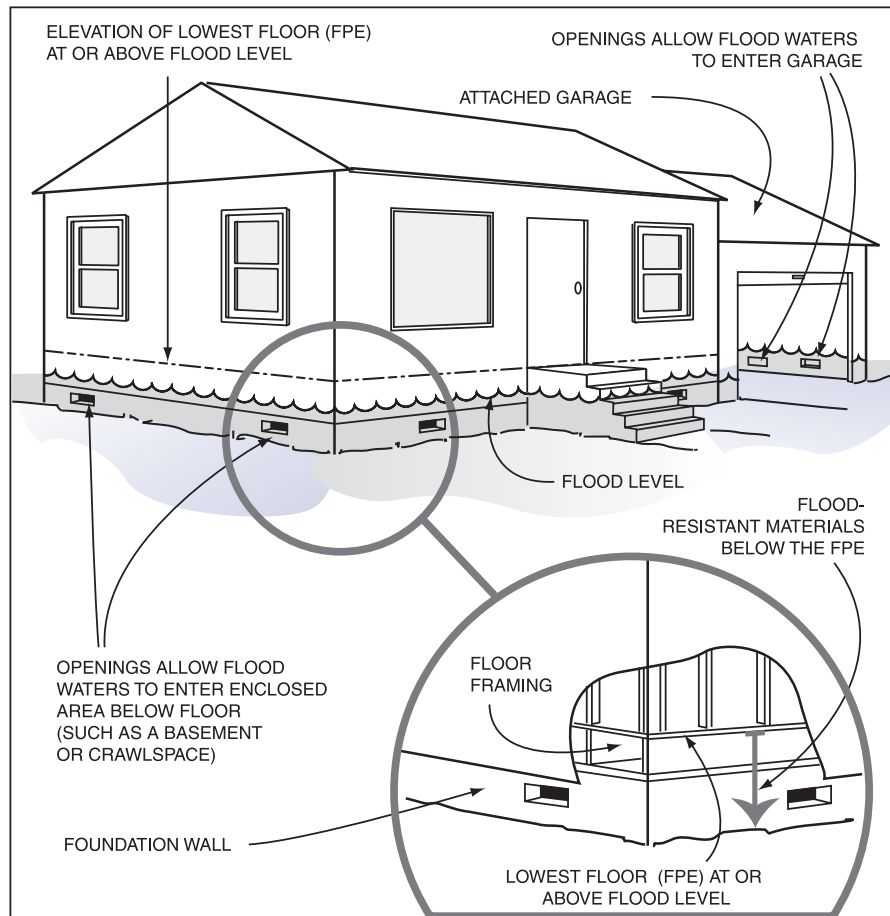 ELEVATION OF LOWEST FLOOR (FPE)
AT OR ABOVE FLOOD LEVEL
OPENINGS ALLOW FLOOD WATERS
TO ENTER GARAGE
ATTACHED GARAGE
FLOOD LEVEL
FLOOD-
RESISTANT MATERIALS
BELOW THE FPE
OPENINGS ALLOW FLOOD
WATERS TO ENTER ENCLOSED
AREA BELOW FLOOR
(SUCH AS A BASEMENT
OR CRAWLSPACE)
FLOOR
FRAMING
FOUNDATION WALL
LOWEST FLOOR (FPE) AT OR
ABOVE FLOOD LEVEL